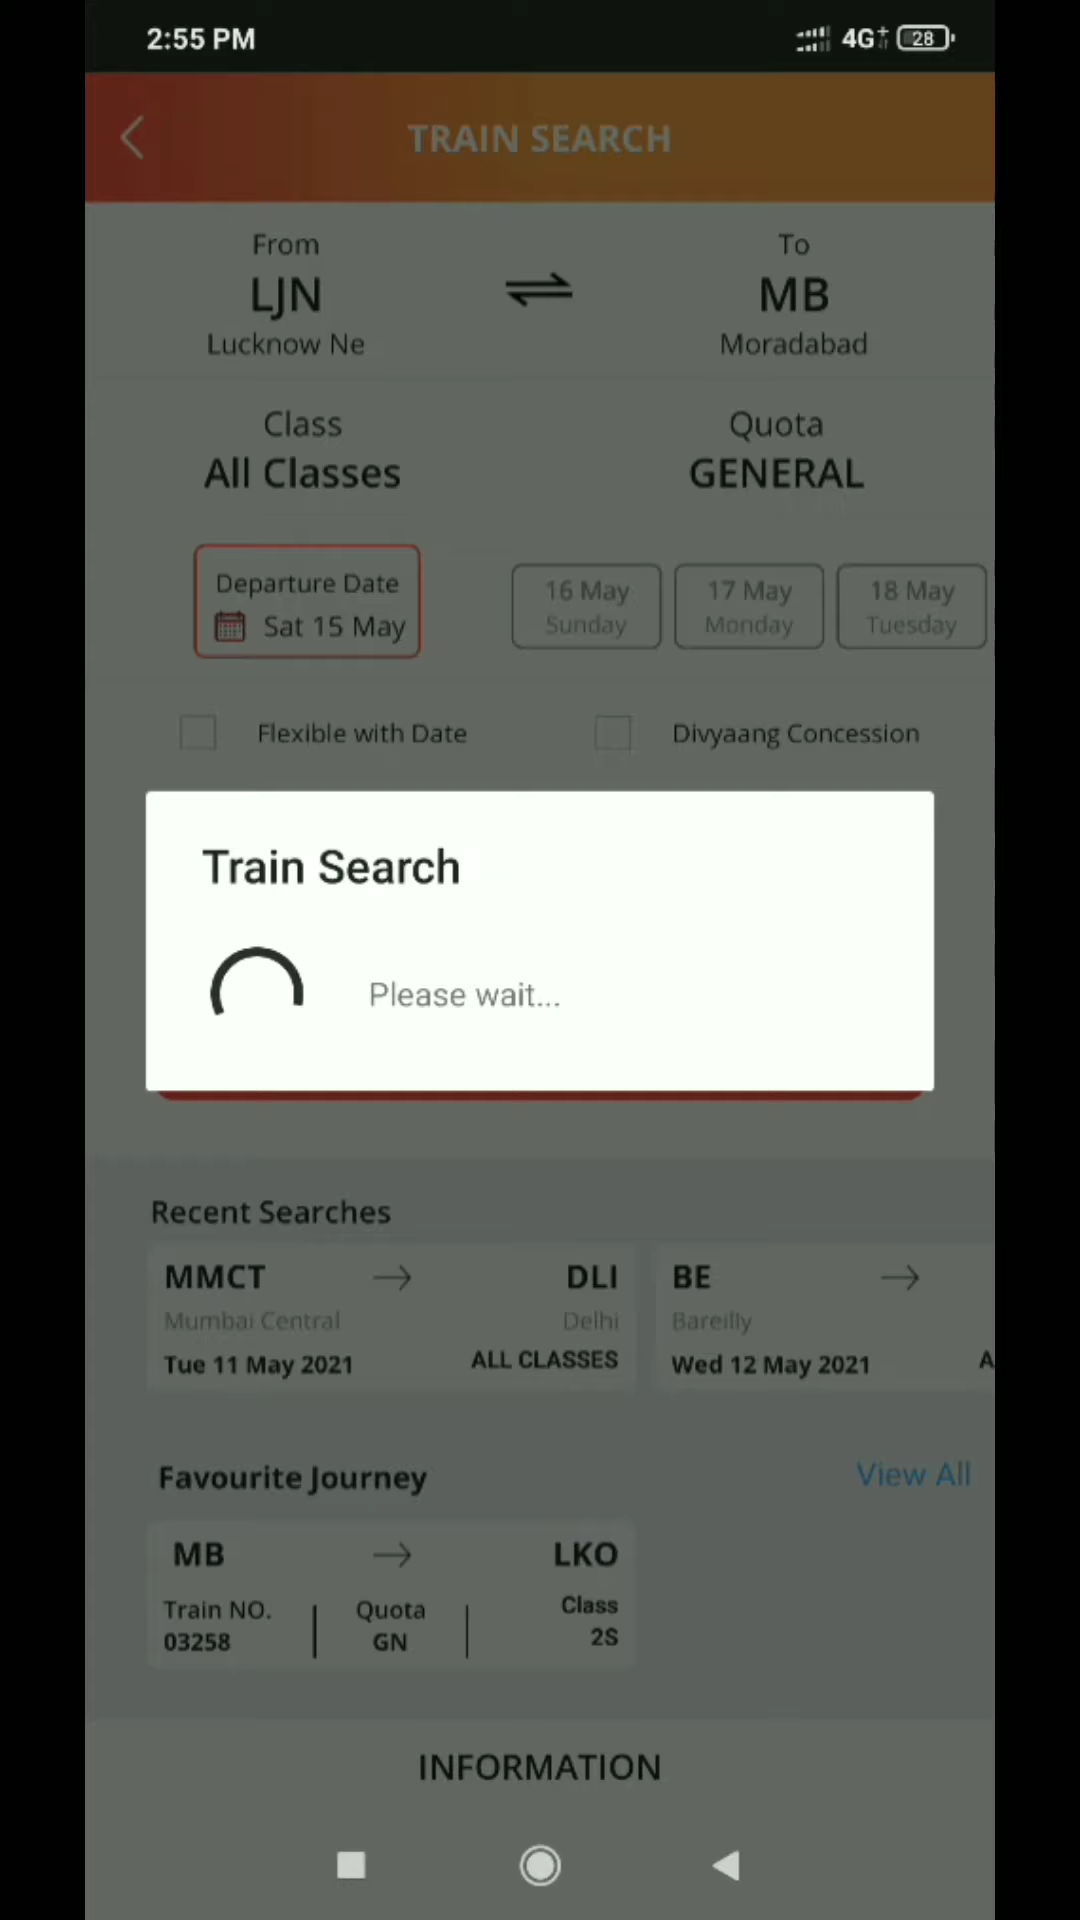 2:55 PM
4G+ 28
TRAIN SEARCH
From
To
LJN
MB
Lucknow Ne
Moradabad
Class
Quota
All Classes
GENERAL
Departure Date
Sat 15 May
16 May
Sunday
17 May
Monday
18 May
Tuesday
Flexible with Date
Divyaang Concession
Train Search
Please wait...
Recent Searches
MMCT → DLI
Mumbai Central
Delhi
Tue 11 May 2021
ALL CLASSES
BE →
Bareilly
Wed 12 May 2021
A
Favourite Journey
View All
MB → LKO
Train NO.
03258
Quota
GN
Class
2S
INFORMATION